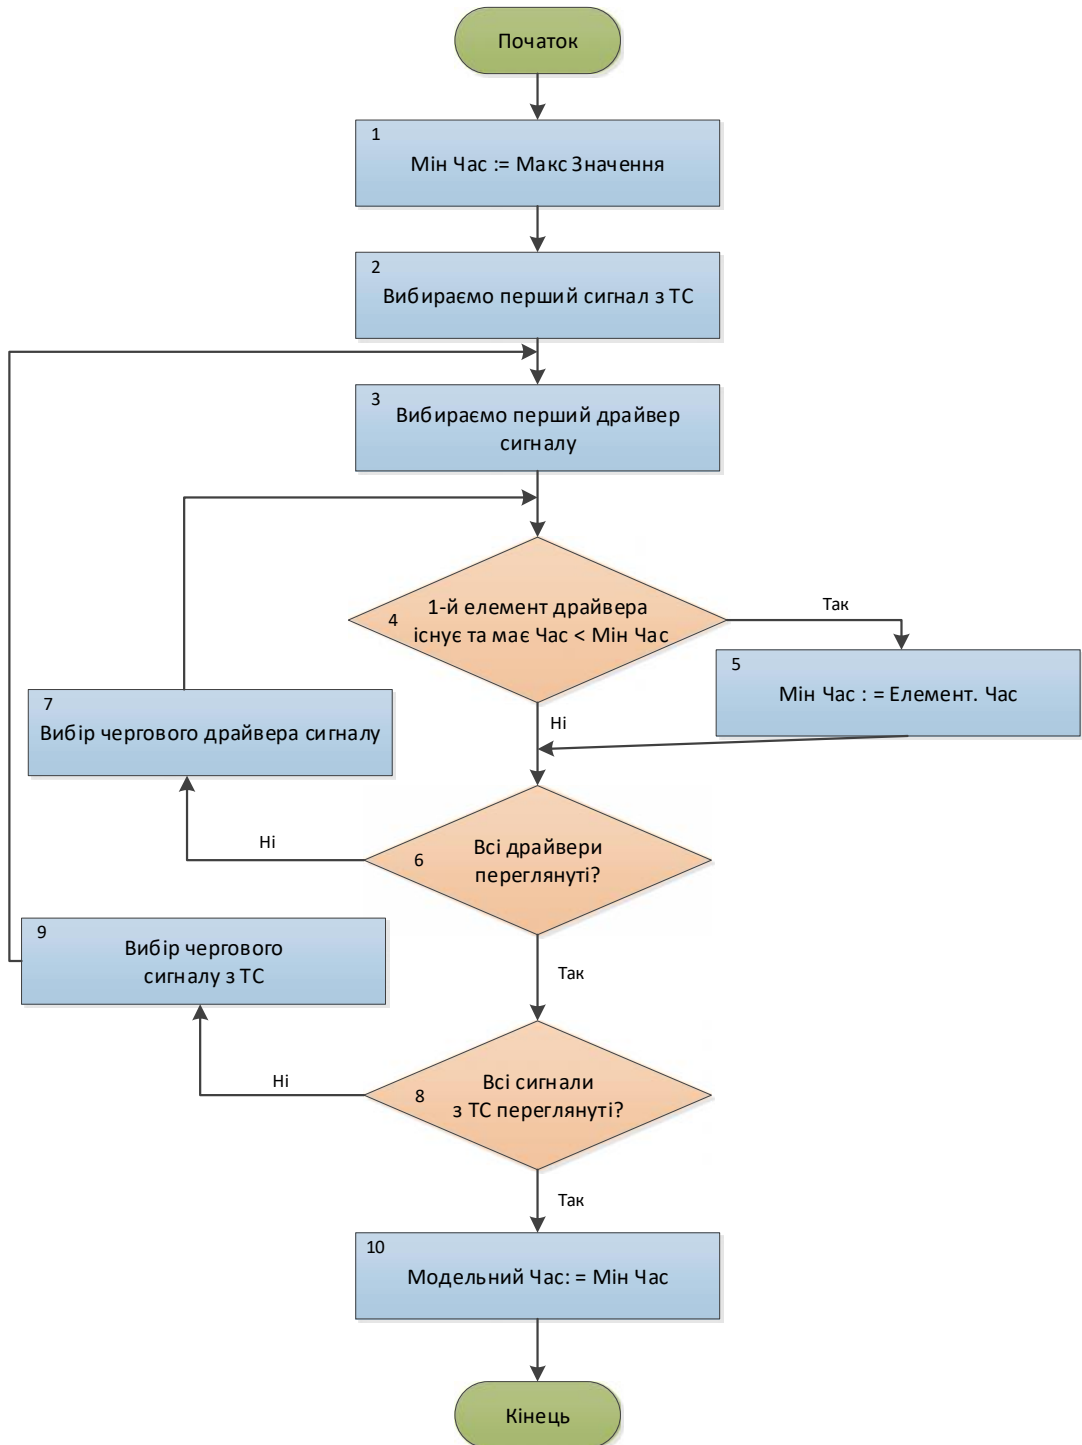 Початок
1
Мін Час := Макс Значення
2
Вибираємо перший сигнал з ТС
3
Вибираємо перший драйвер
сигналу
4
1-й елемент драйвера
існує та має Час < Мін Час
Так
5
Мін Час : = Елемент. Час
Ні
7
Вибір чергового драйвера сигналу
6
Всі драйвери
переглянуті?
Ні
Так
9
Вибір чергового
сигналу з ТС
8
Всі сигнали
з ТС переглянуті?
Ні
Так
10
Модельний Час: = Мін Час
Кінець